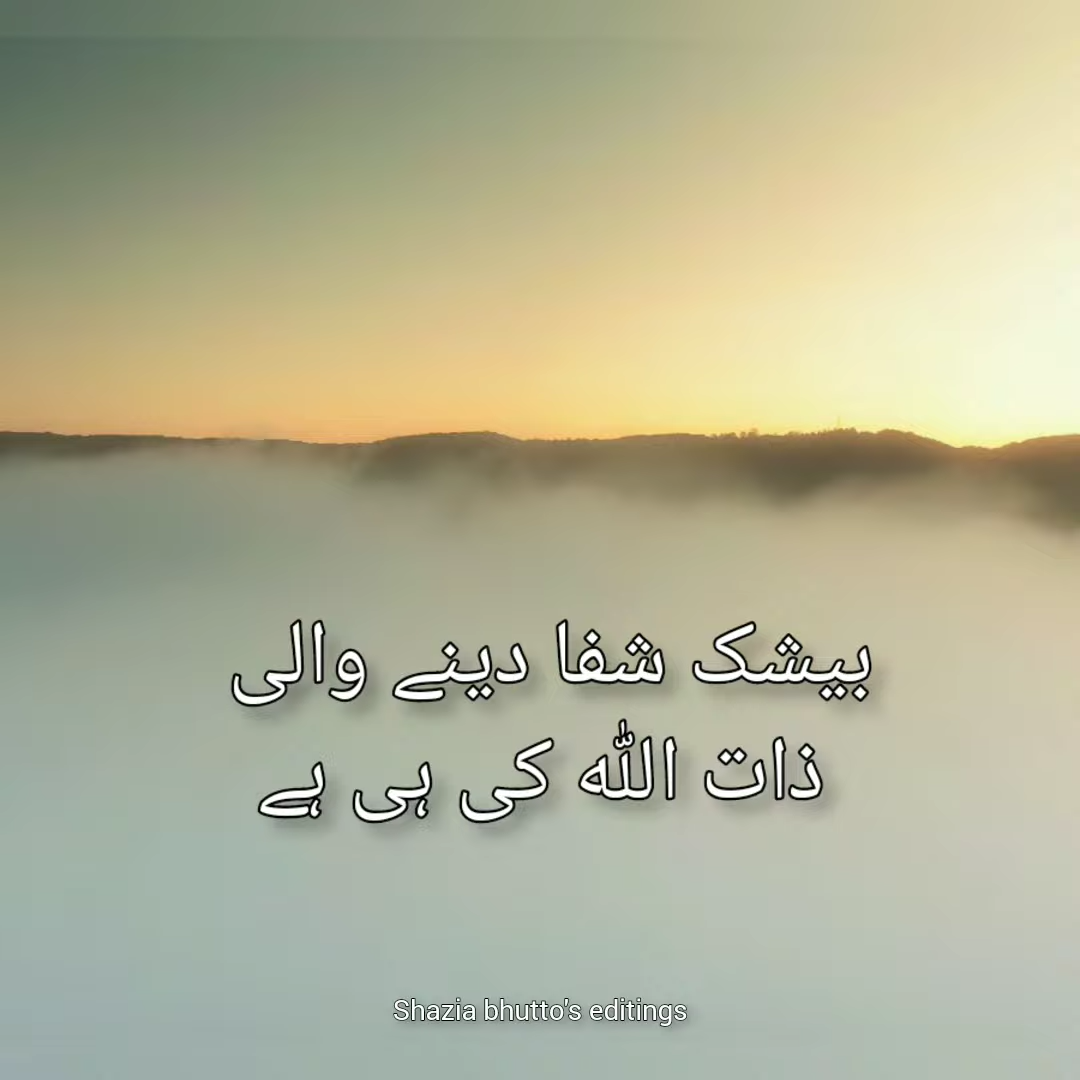 بیشک شفا دینے والی
ذات اللہ کی ہی ہے
Shazia bhutto's editings